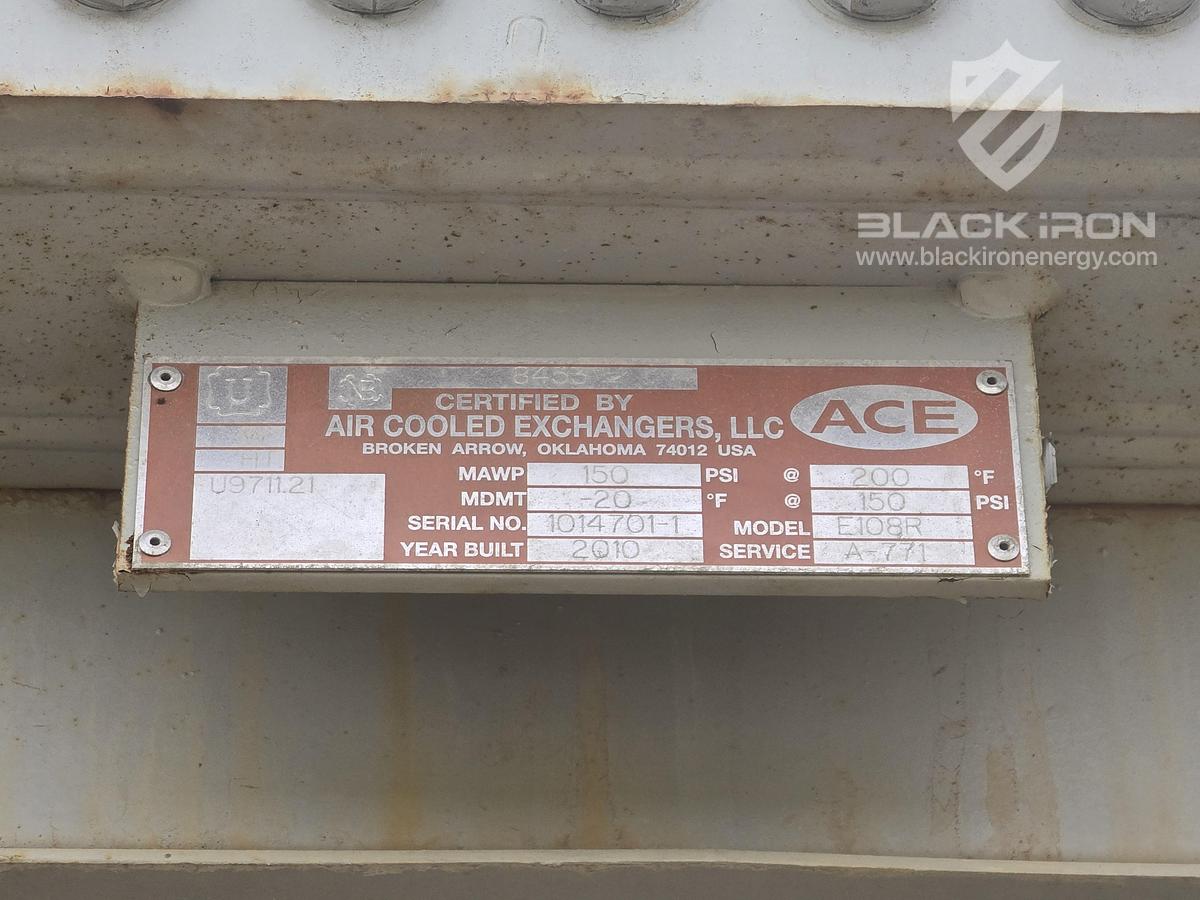 BLACK IRON
www.blackironenergy.com
U
NB
CERTIFIED BY
AIR COOLED EXCHANGERS, LLC
BROKEN ARROW, OKLAHOMA 74012 USA
ACE
U9711.21
MAWP 150 PSI @ 200 °F
MDMT -20 °F @ 150 PSI
SERIAL NO. 1014701-1 MODEL E108R
YEAR BUILT 2010 SERVICE A-771